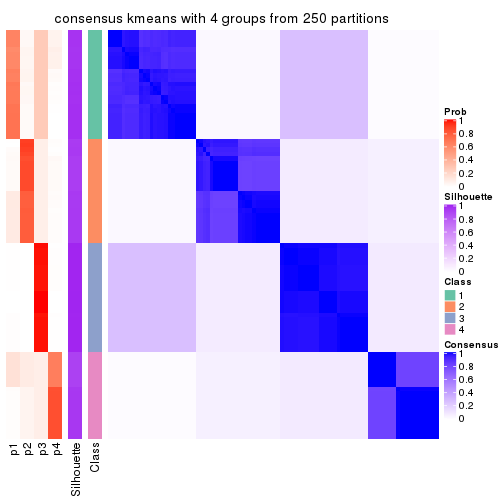 consensus kmeans with 4 groups from 250 partitions
Prob
1
0.8
0.6
0.4
0.2
0
Silhouette
1
0.8
0.6
0.4
0.2
0
Class
1
2
3
4
Consensus
1
0.8
0.6
0.4
0.2
0
p1
p2
p3
p4
Silhouette
Class